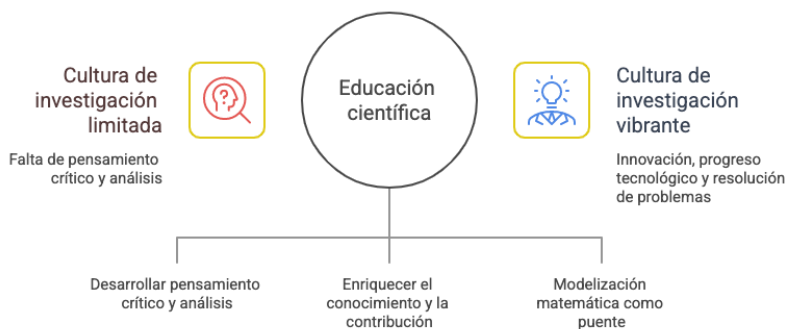 Cultura de
investigación
limitada
Falta de pensamiento
crítico y análisis
Educación
científica
Cultura de
investigación
vibrante
Innovación, progreso
tecnológico y resolución
de problemas
Desarrollar pensamiento
crítico y análisis
Enriquecer el
conocimiento y la
contribución
Modelización
matemática como
puente